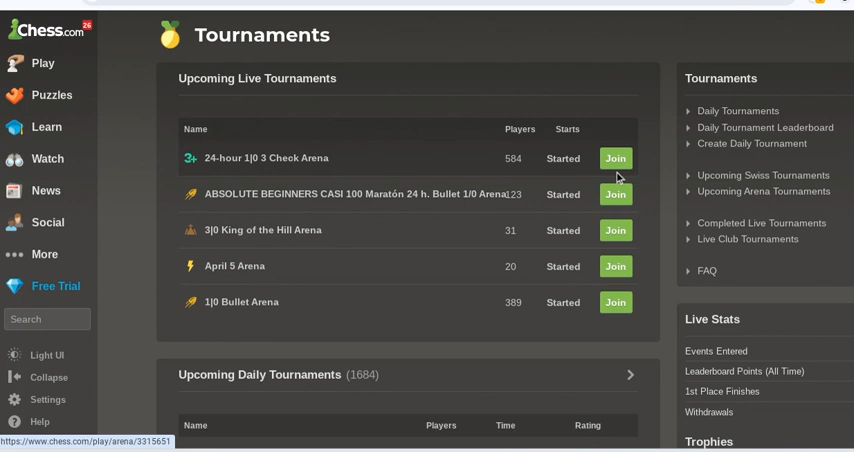 Chess.com
26
Play
Puzzles
Learn
Watch
News
Social
More
Free Trial
Search
Light UI
Collapse
Settings
Help
https://www.chess.com/play/arena/3315651
Tournaments
Upcoming Live Tournaments
Name Players Starts
3+ 24-hour 1|0 3 Check Arena 584 Started Join
ABSOLUTE BEGINNERS CASI 100 Maratón 24 h. Bullet 1/0 Arena 123 Started Join
3|0 King of the Hill Arena 31 Started Join
April 5 Arena 20 Started Join
1|0 Bullet Arena 389 Started Join
Upcoming Daily Tournaments (1684)
Name Players Time Rating
Tournaments
Daily Tournaments
Daily Tournament Leaderboard
Create Daily Tournament
Upcoming Swiss Tournaments
Upcoming Arena Tournaments
Completed Live Tournaments
Live Club Tournaments
FAQ
Live Stats
Events Entered
Leaderboard Points (All Time)
1st Place Finishes
Withdrawals
Trophies